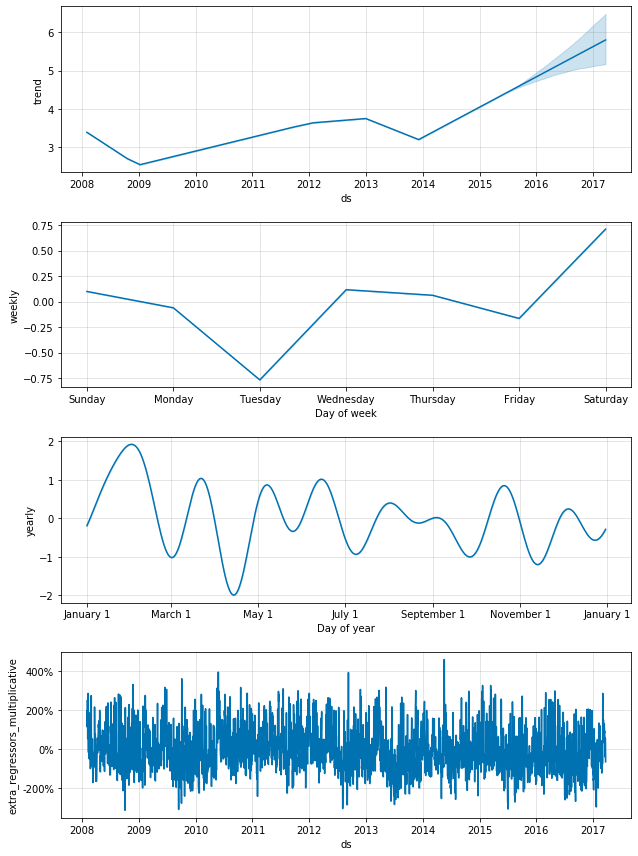 6
5
4
3
trend
2008 2009 2010 2011 2012 2013 2014 2015 2016 2017
ds
0.75
0.50
0.25
0.00
−0.25
−0.50
−0.75
weekly
Sunday Monday Tuesday Wednesday Thursday Friday Saturday
Day of week
2
1
0
−1
−2
yearly
January 1 March 1 May 1 July 1 September 1 November 1 January 1
Day of year
400%
200%
0%
-200%
extra_regressors_multiplicative
2008 2009 2010 2011 2012 2013 2014 2015 2016 2017
ds